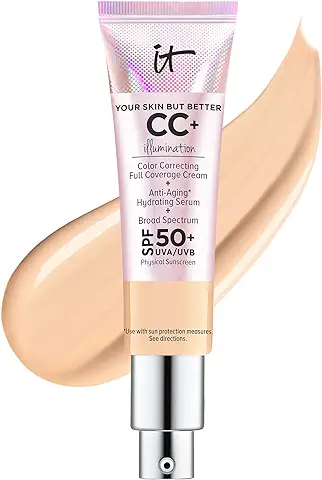 it
YOUR SKIN BUT BETTER
CC+
illumination
Color Correcting
Full Coverage Cream
+
Anti-Aging*
Hydrating Serum
+
Broad Spectrum
SPF 50+
UVA/UVB
Physical Sunscreen
*Use with sun protection measures.
See directions.